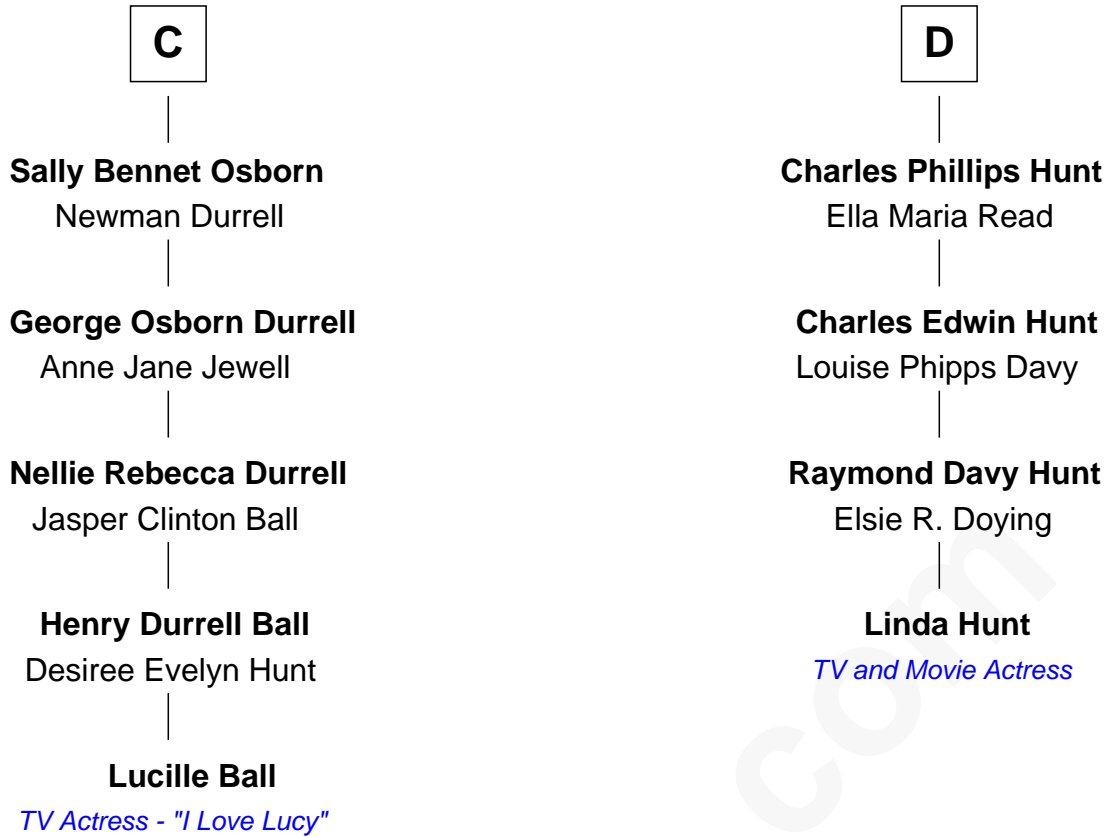 C
Sally Bennet Osborn
Newman Durrell
George Osborn Durrell
Anne Jane Jewell
Nellie Rebecca Durrell
Jasper Clinton Ball
Henry Durrell Ball
Desiree Evelyn Hunt
Lucille Ball
TV Actress - "I Love Lucy"
D
Charles Phillips Hunt
Ella Maria Read
Charles Edwin Hunt
Louise Phipps Davy
Raymond Davy Hunt
Elsie R. Doying
Linda Hunt
TV and Movie Actress
com